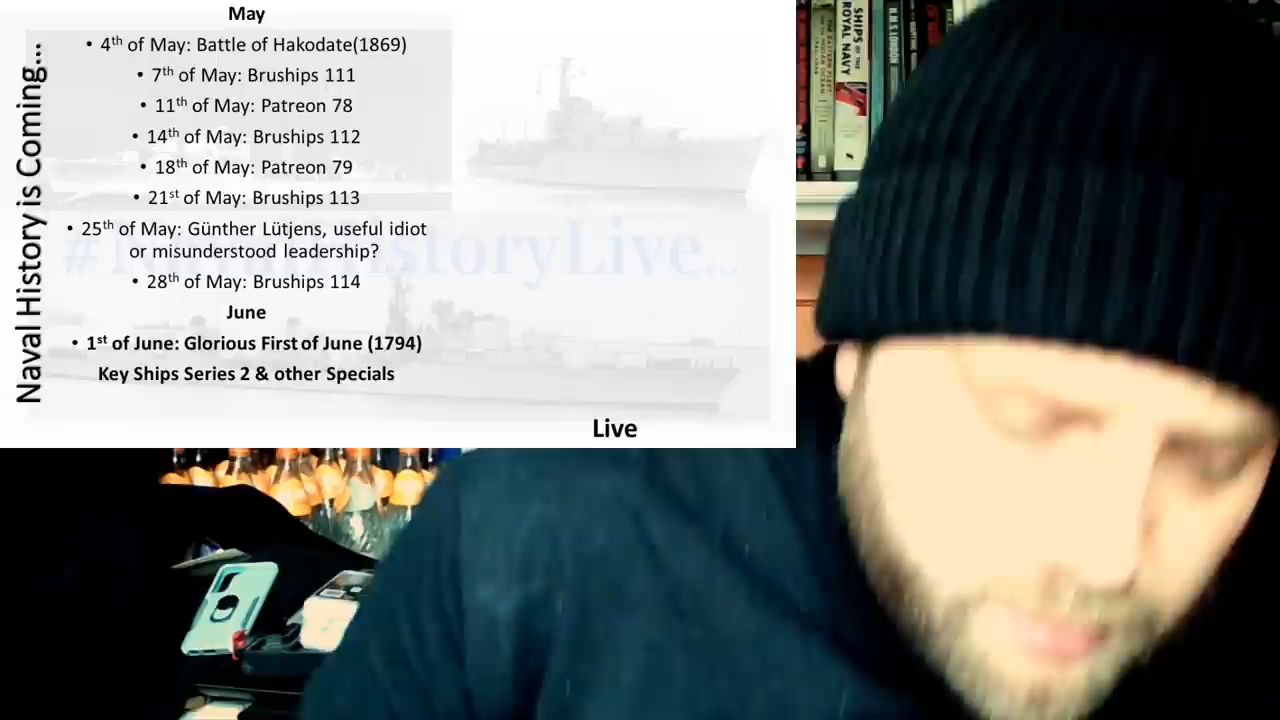 May
• 4th of May: Battle of Hakodate(1869)
• 7th of May: Bruships 111
• 11th of May: Patreon 78
• 14th of May: Bruships 112
• 18th of May: Patreon 79
• 21st of May: Bruships 113
• 25th of May: Günther Lütjens, useful idiot
or misunderstood leadership?
• 28th of May: Bruships 114
June
• 1st of June: Glorious First of June (1794)
Key Ships Series 2 & other Specials
Naval History is Coming...
Live
SHIPS OF THE
ROYAL NAVY